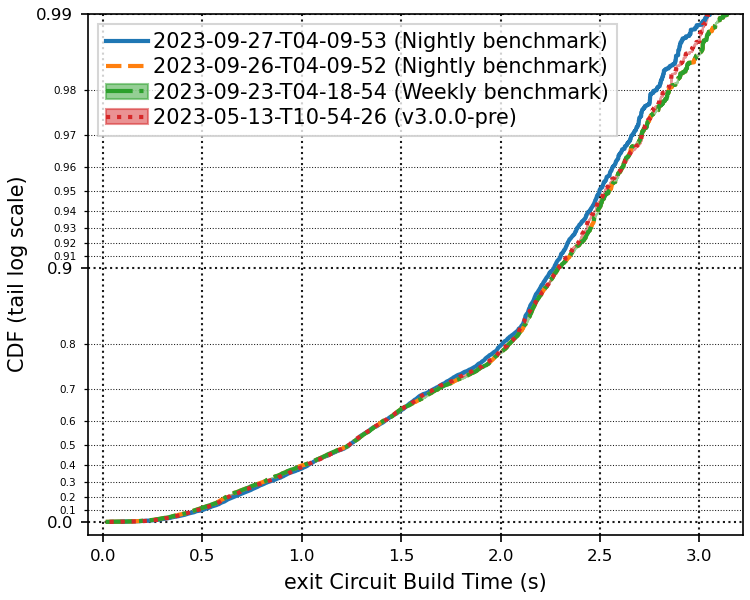 0.99
2023-09-27-T04-09-53 (Nightly benchmark)
2023-09-26-T04-09-52 (Nightly benchmark)
2023-09-23-T04-18-54 (Weekly benchmark)
2023-05-13-T10-54-26 (v3.0.0-pre)
0.98
0.97
0.96
0.95
0.94
0.93
0.92
0.91
0.9
0.8
0.7
0.6
0.5
0.4
0.3
0.2
0.1
0.0
CDF (tail log scale)
0.0 0.5 1.0 1.5 2.0 2.5 3.0
exit Circuit Build Time (s)